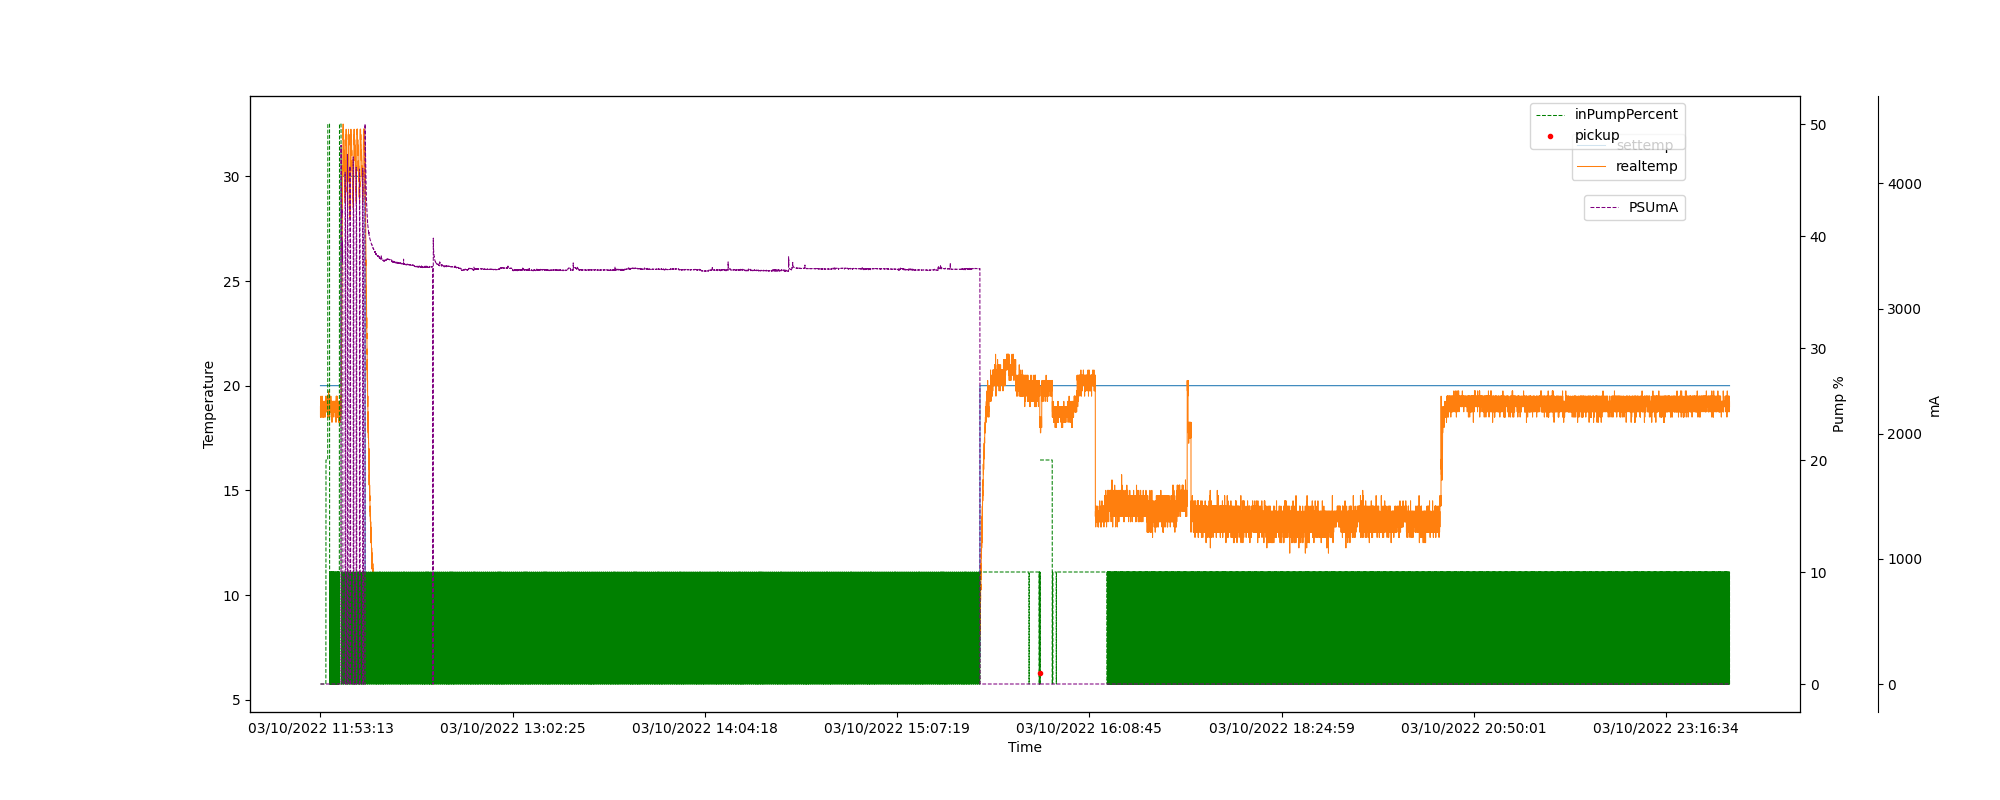 inPumpPercent
pickup
settemp
realtemp
PSUmA
30
25
20
15
10
5
Temperature
50
40
30
20
10
0
Pump %
4000
3000
2000
1000
0
mA
03/10/2022 11:53:13
03/10/2022 13:02:25
03/10/2022 14:04:18
03/10/2022 15:07:19
03/10/2022 16:08:45
03/10/2022 18:24:59
03/10/2022 20:50:01
03/10/2022 23:16:34
Time